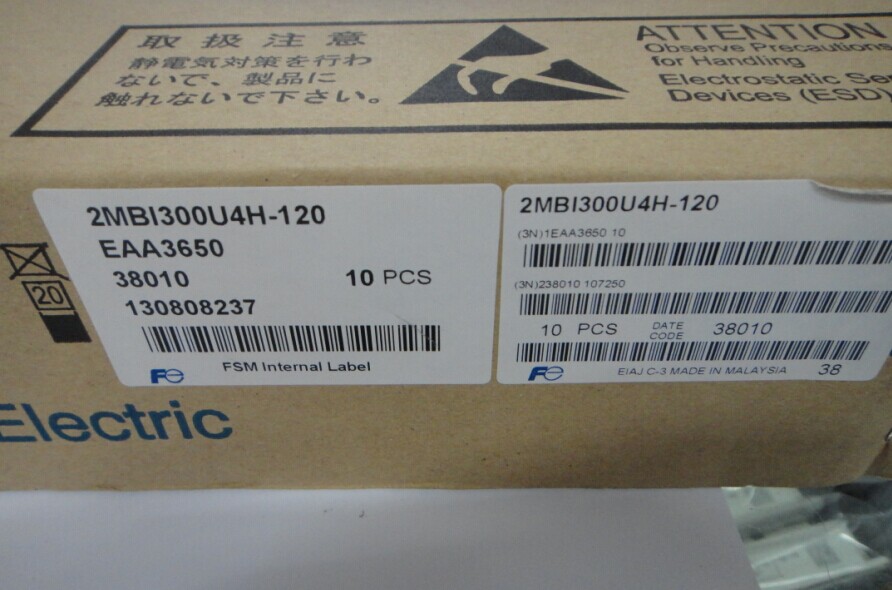 取扱注意
静電気対策を行わ
ないで、製品に
触れないで下さい。
ATTENTION
Observe Precautions
for Handling
Electrostatic Se
Devices (ESD)
2MBI300U4H-120
EAA3650
38010 10 PCS
130808237
FSM Internal Label
2MBI300U4H-120
(3N)1EAA3650 10
(3N)238010 107250
10 PCS DATE CODE 38010
EIAJ C-3 MADE IN MALAYSIA 38
20
Electric